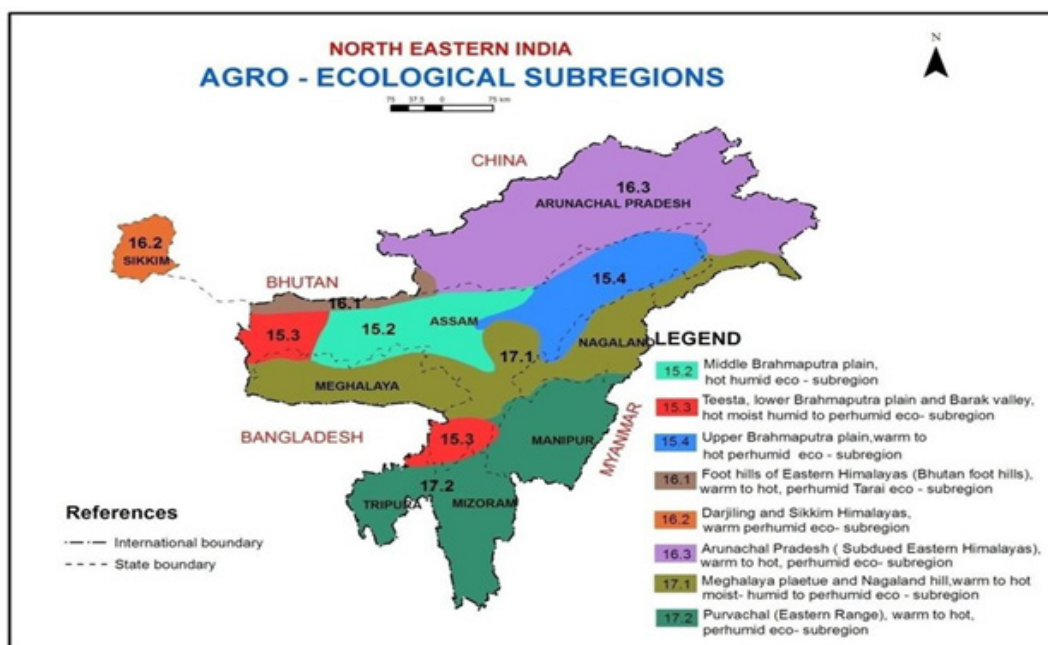 N
NORTH EASTERN INDIA
AGRO - ECOLOGICAL SUBREGIONS
75 37.5 0 75 km
CHINA
16.3
ARUNACHAL PRADESH
16.2
SIKKIM
BHUTAN
16.1
15.4
15.3
15.2
ASSAM
17.1
NAGALAND
MEGHALAYA
BANGLADESH
15.3
MANIPUR
MYANMAR
17.2
TRIPURA
MIZORAM
LEGEND
15.2 Middle Brahmaputra plain,
hot humid eco - subregion
15.3 Teesta, lower Brahmaputra plain and Barak valley,
hot moist humid to perhumid eco- subregion
15.4 Upper Brahmaputra plain,warm to
hot perhumid eco - subregion
16.1 Foot hills of Eastern Himalayas (Bhutan foot hills),
warm to hot, perhumid Tarai eco - subregion
16.2 Darjiling and Sikkim Himalayas,
warm perhumid eco- subregion
16.3 Arunachal Pradesh ( Subdued Eastern Himalayas),
warm to hot, perhumid eco- subregion
17.1 Meghalaya plaetue and Nagaland hill,warm to hot
moist- humid to perhumid eco - subregion
17.2 Purvachal (Eastern Range), warm to hot,
perhumid eco- subregion
References
International boundary
State boundary